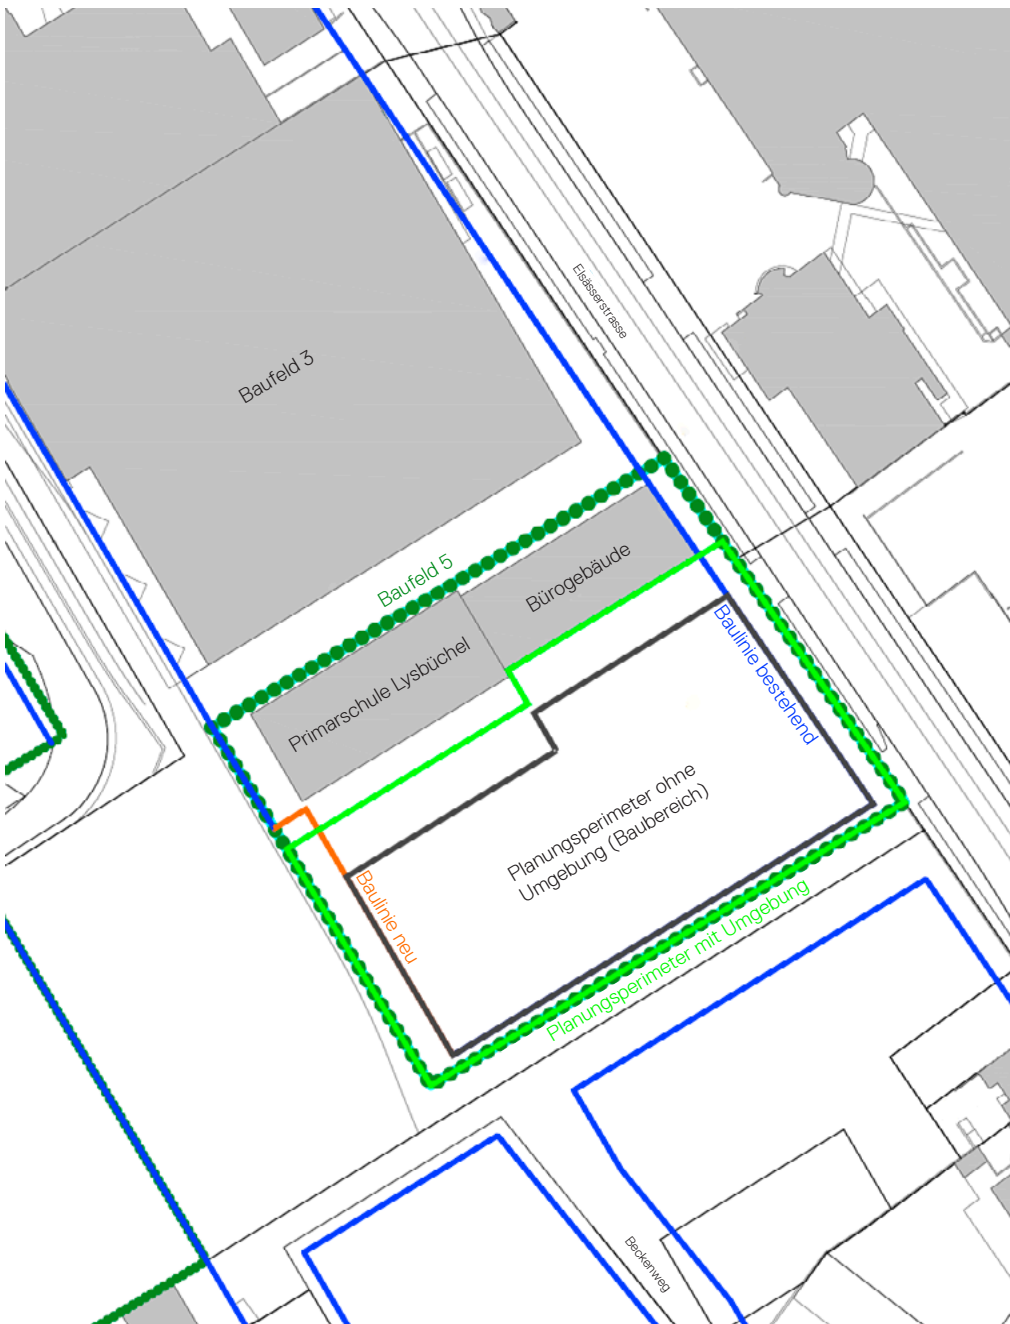 Elsässerstrasse
Baufeld 3
Baufeld 5
Bürogebäude
Primarschule Lysbüchel
Baulinie bestehend
Planungsperimeter ohne
Umgebung (Baubereich)
Baulinie neu
Planungsperimeter mit Umgebung
Beckenweg